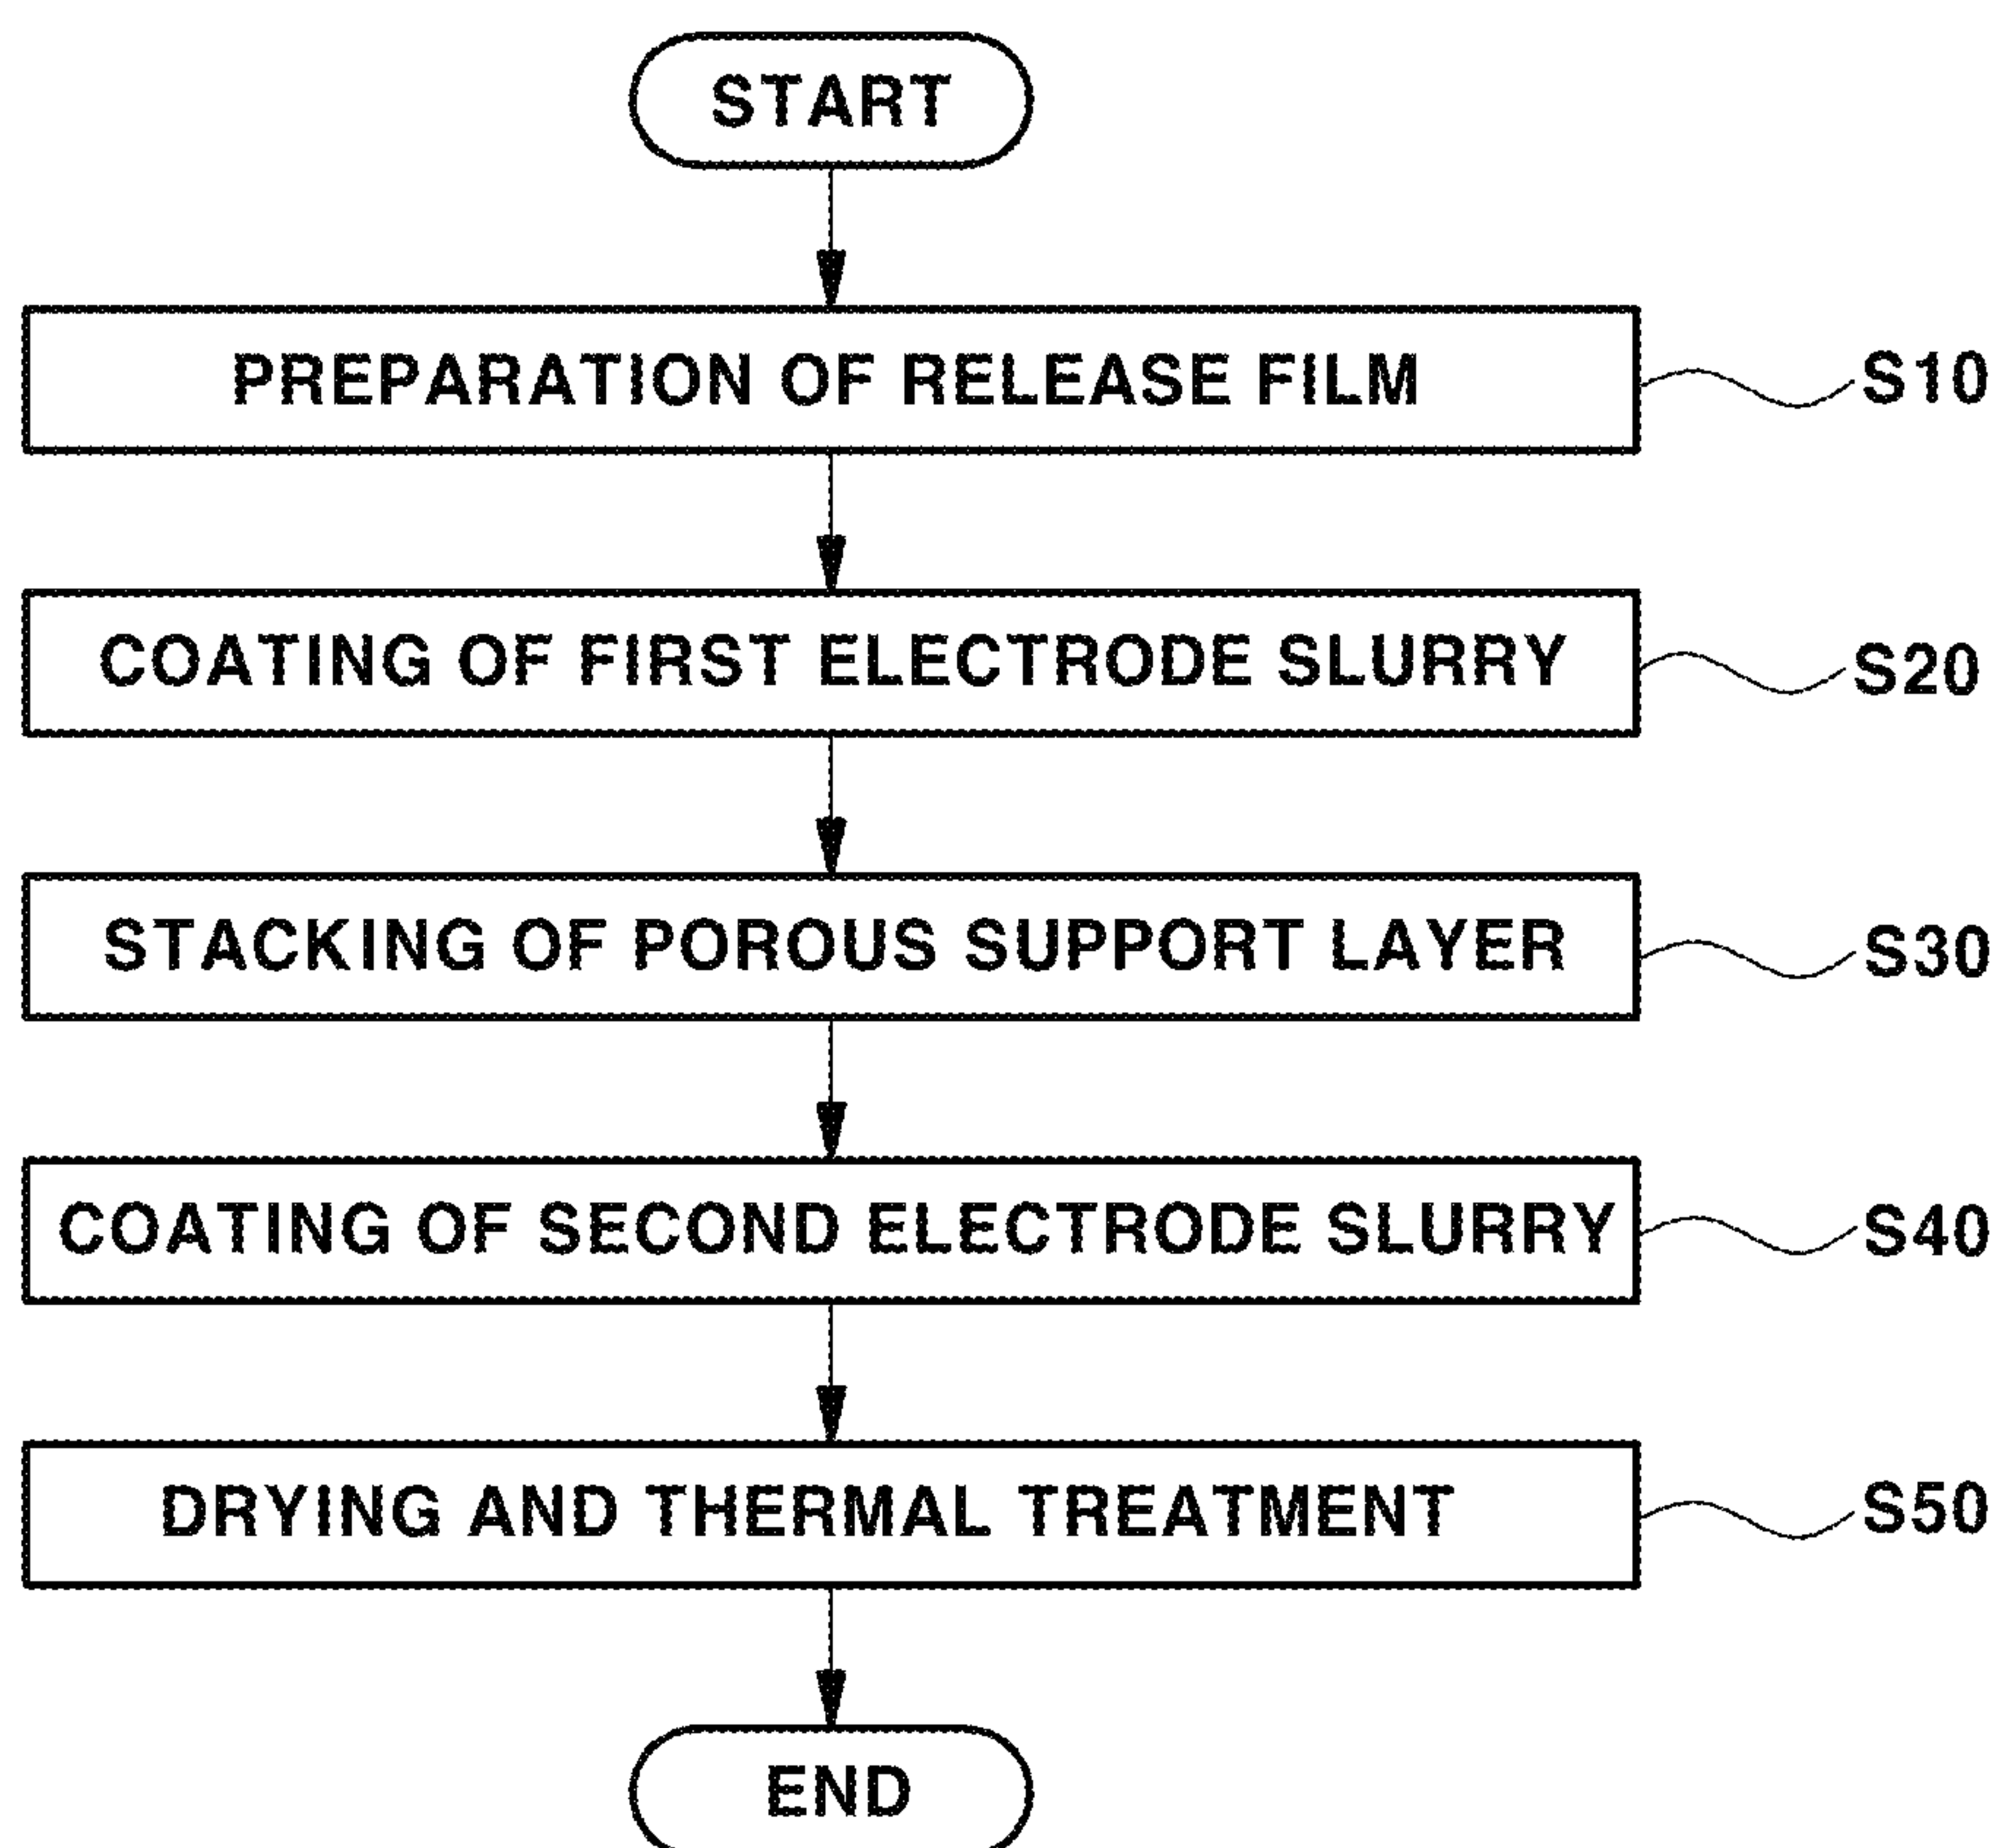 START
PREPARATION OF RELEASE FILM S10
COATING OF FIRST ELECTRODE SLURRY S20
STACKING OF POROUS SUPPORT LAYER S30
COATING OF SECOND ELECTRODE SLURRY S40
DRYING AND THERMAL TREATMENT S50
END